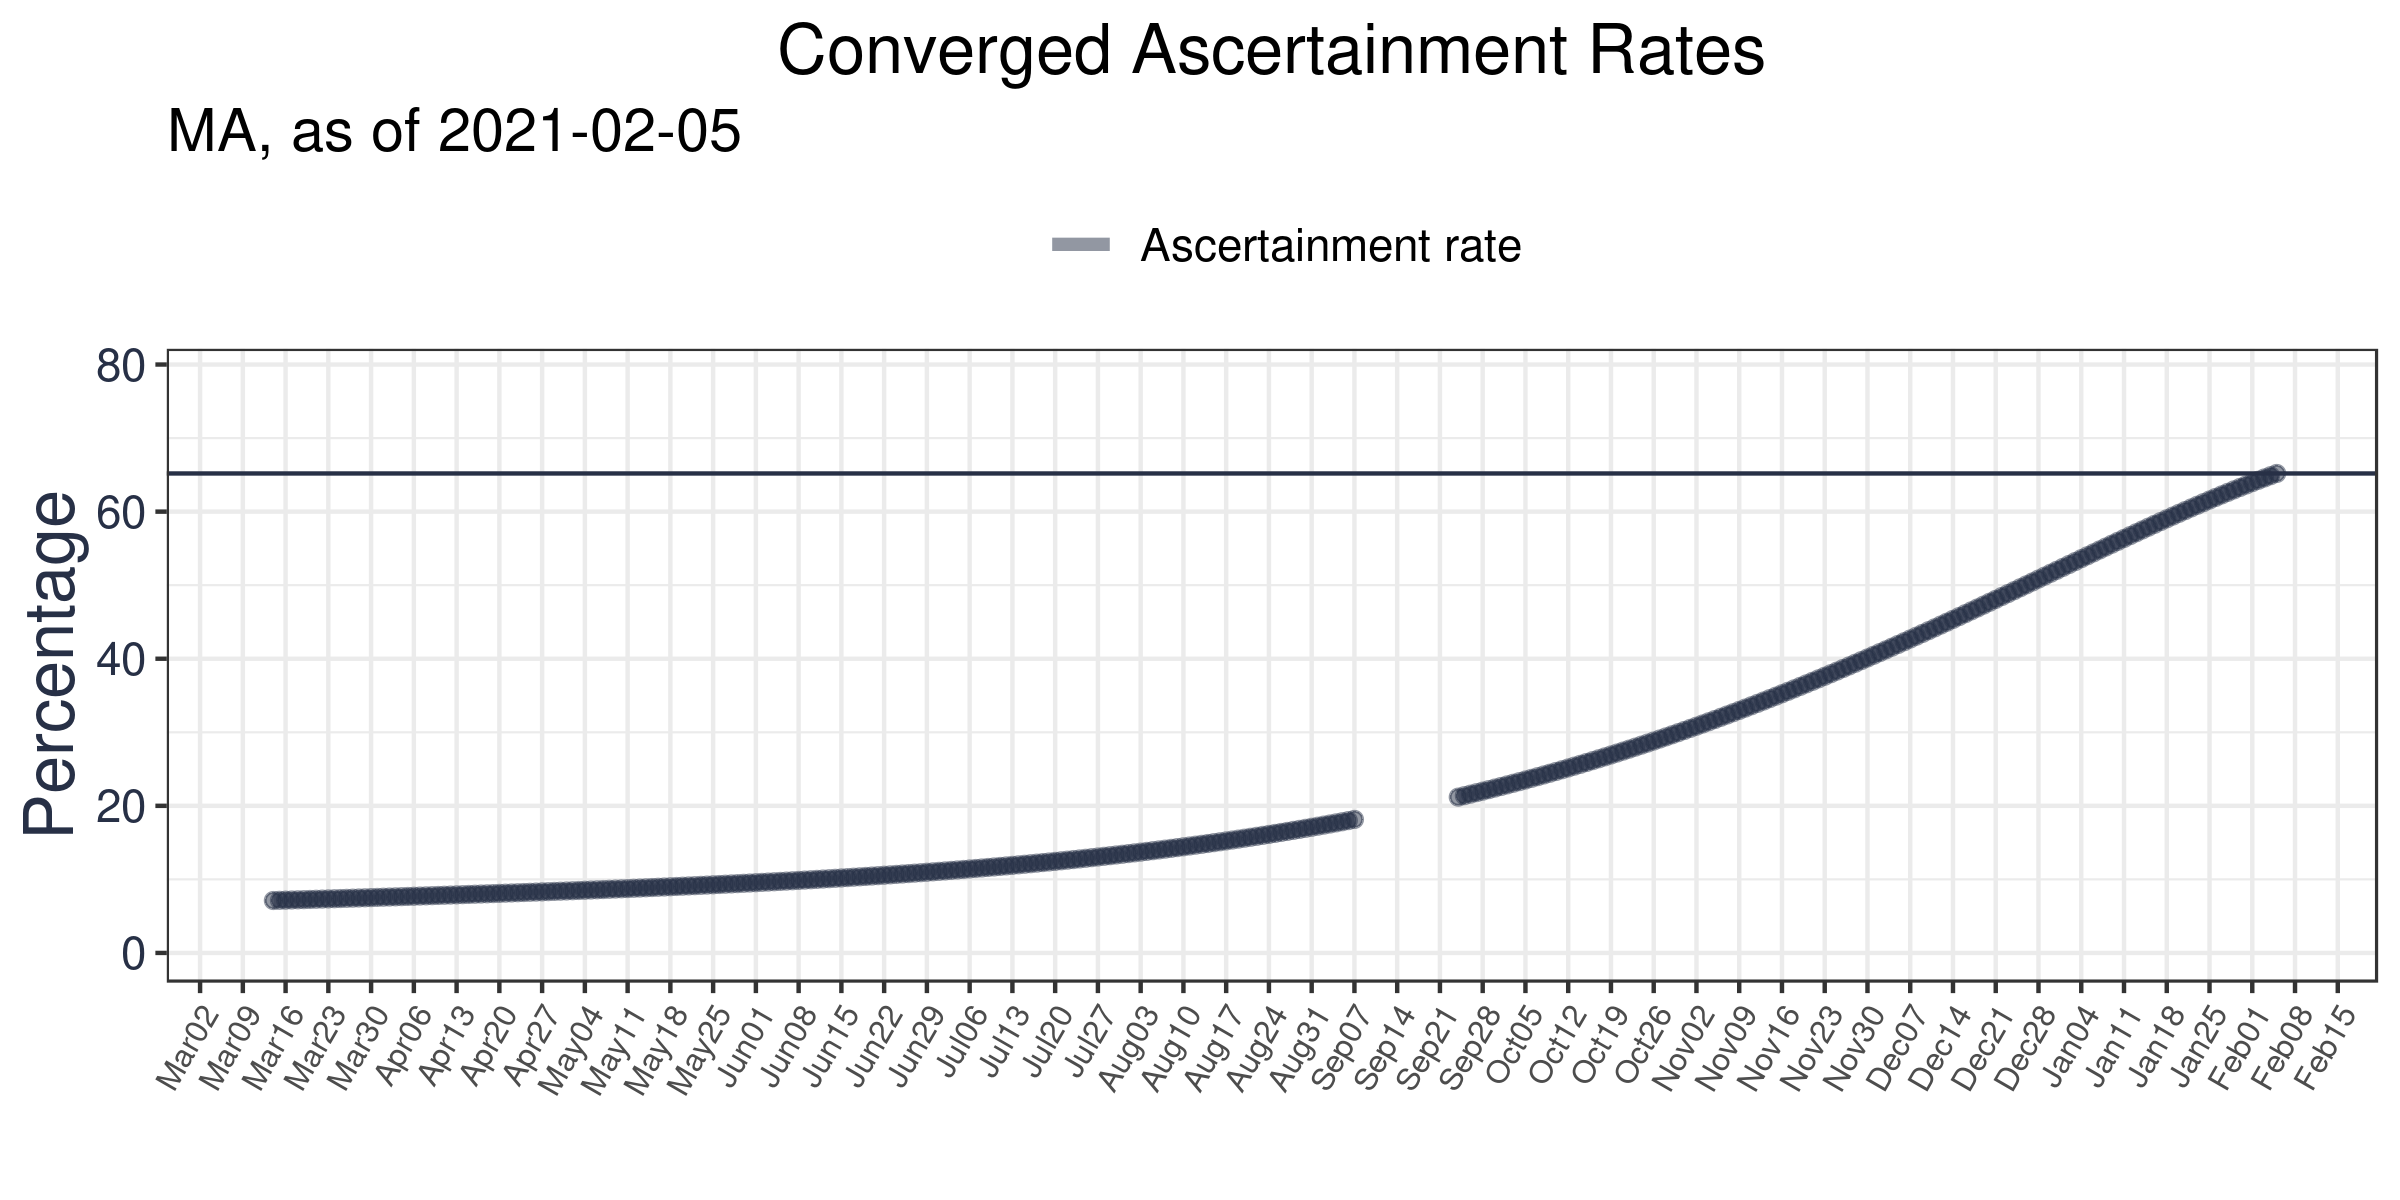 Converged Ascertainment Rates
MA, as of 2021-02-05
Ascertainment rate
Percentage
80
60
40
20
0
Mar02
Mar09
Mar16
Mar23
Mar30
Apr06
Apr13
Apr20
Apr27
May04
May11
May18
May25
Jun01
Jun08
Jun15
Jun22
Jun29
Jul06
Jul13
Jul20
Jul27
Aug03
Aug10
Aug17
Aug24
Aug31
Sep07
Sep14
Sep21
Sep28
Oct05
Oct12
Oct19
Oct26
Nov02
Nov09
Nov16
Nov23
Nov30
Dec07
Dec14
Dec21
Dec28
Jan04
Jan11
Jan18
Jan25
Feb01
Feb08
Feb15